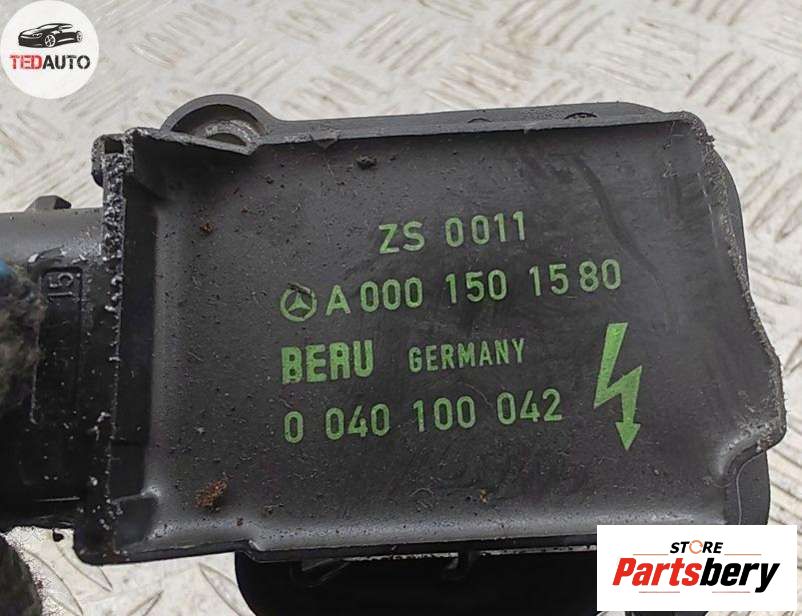 TEDAUTO
ZS 0011
A 000 150 15 80
BERU GERMANY
0 040 100 042
15
STORE
Partsbery